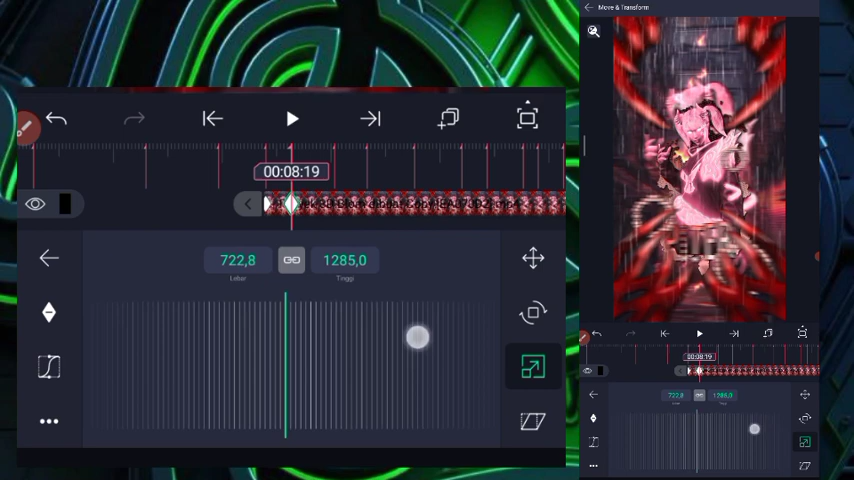 Move & Transform
00:08:19
722,8
1285,0
Lebar
Tinggi
00:08:19
722,8
1285,0